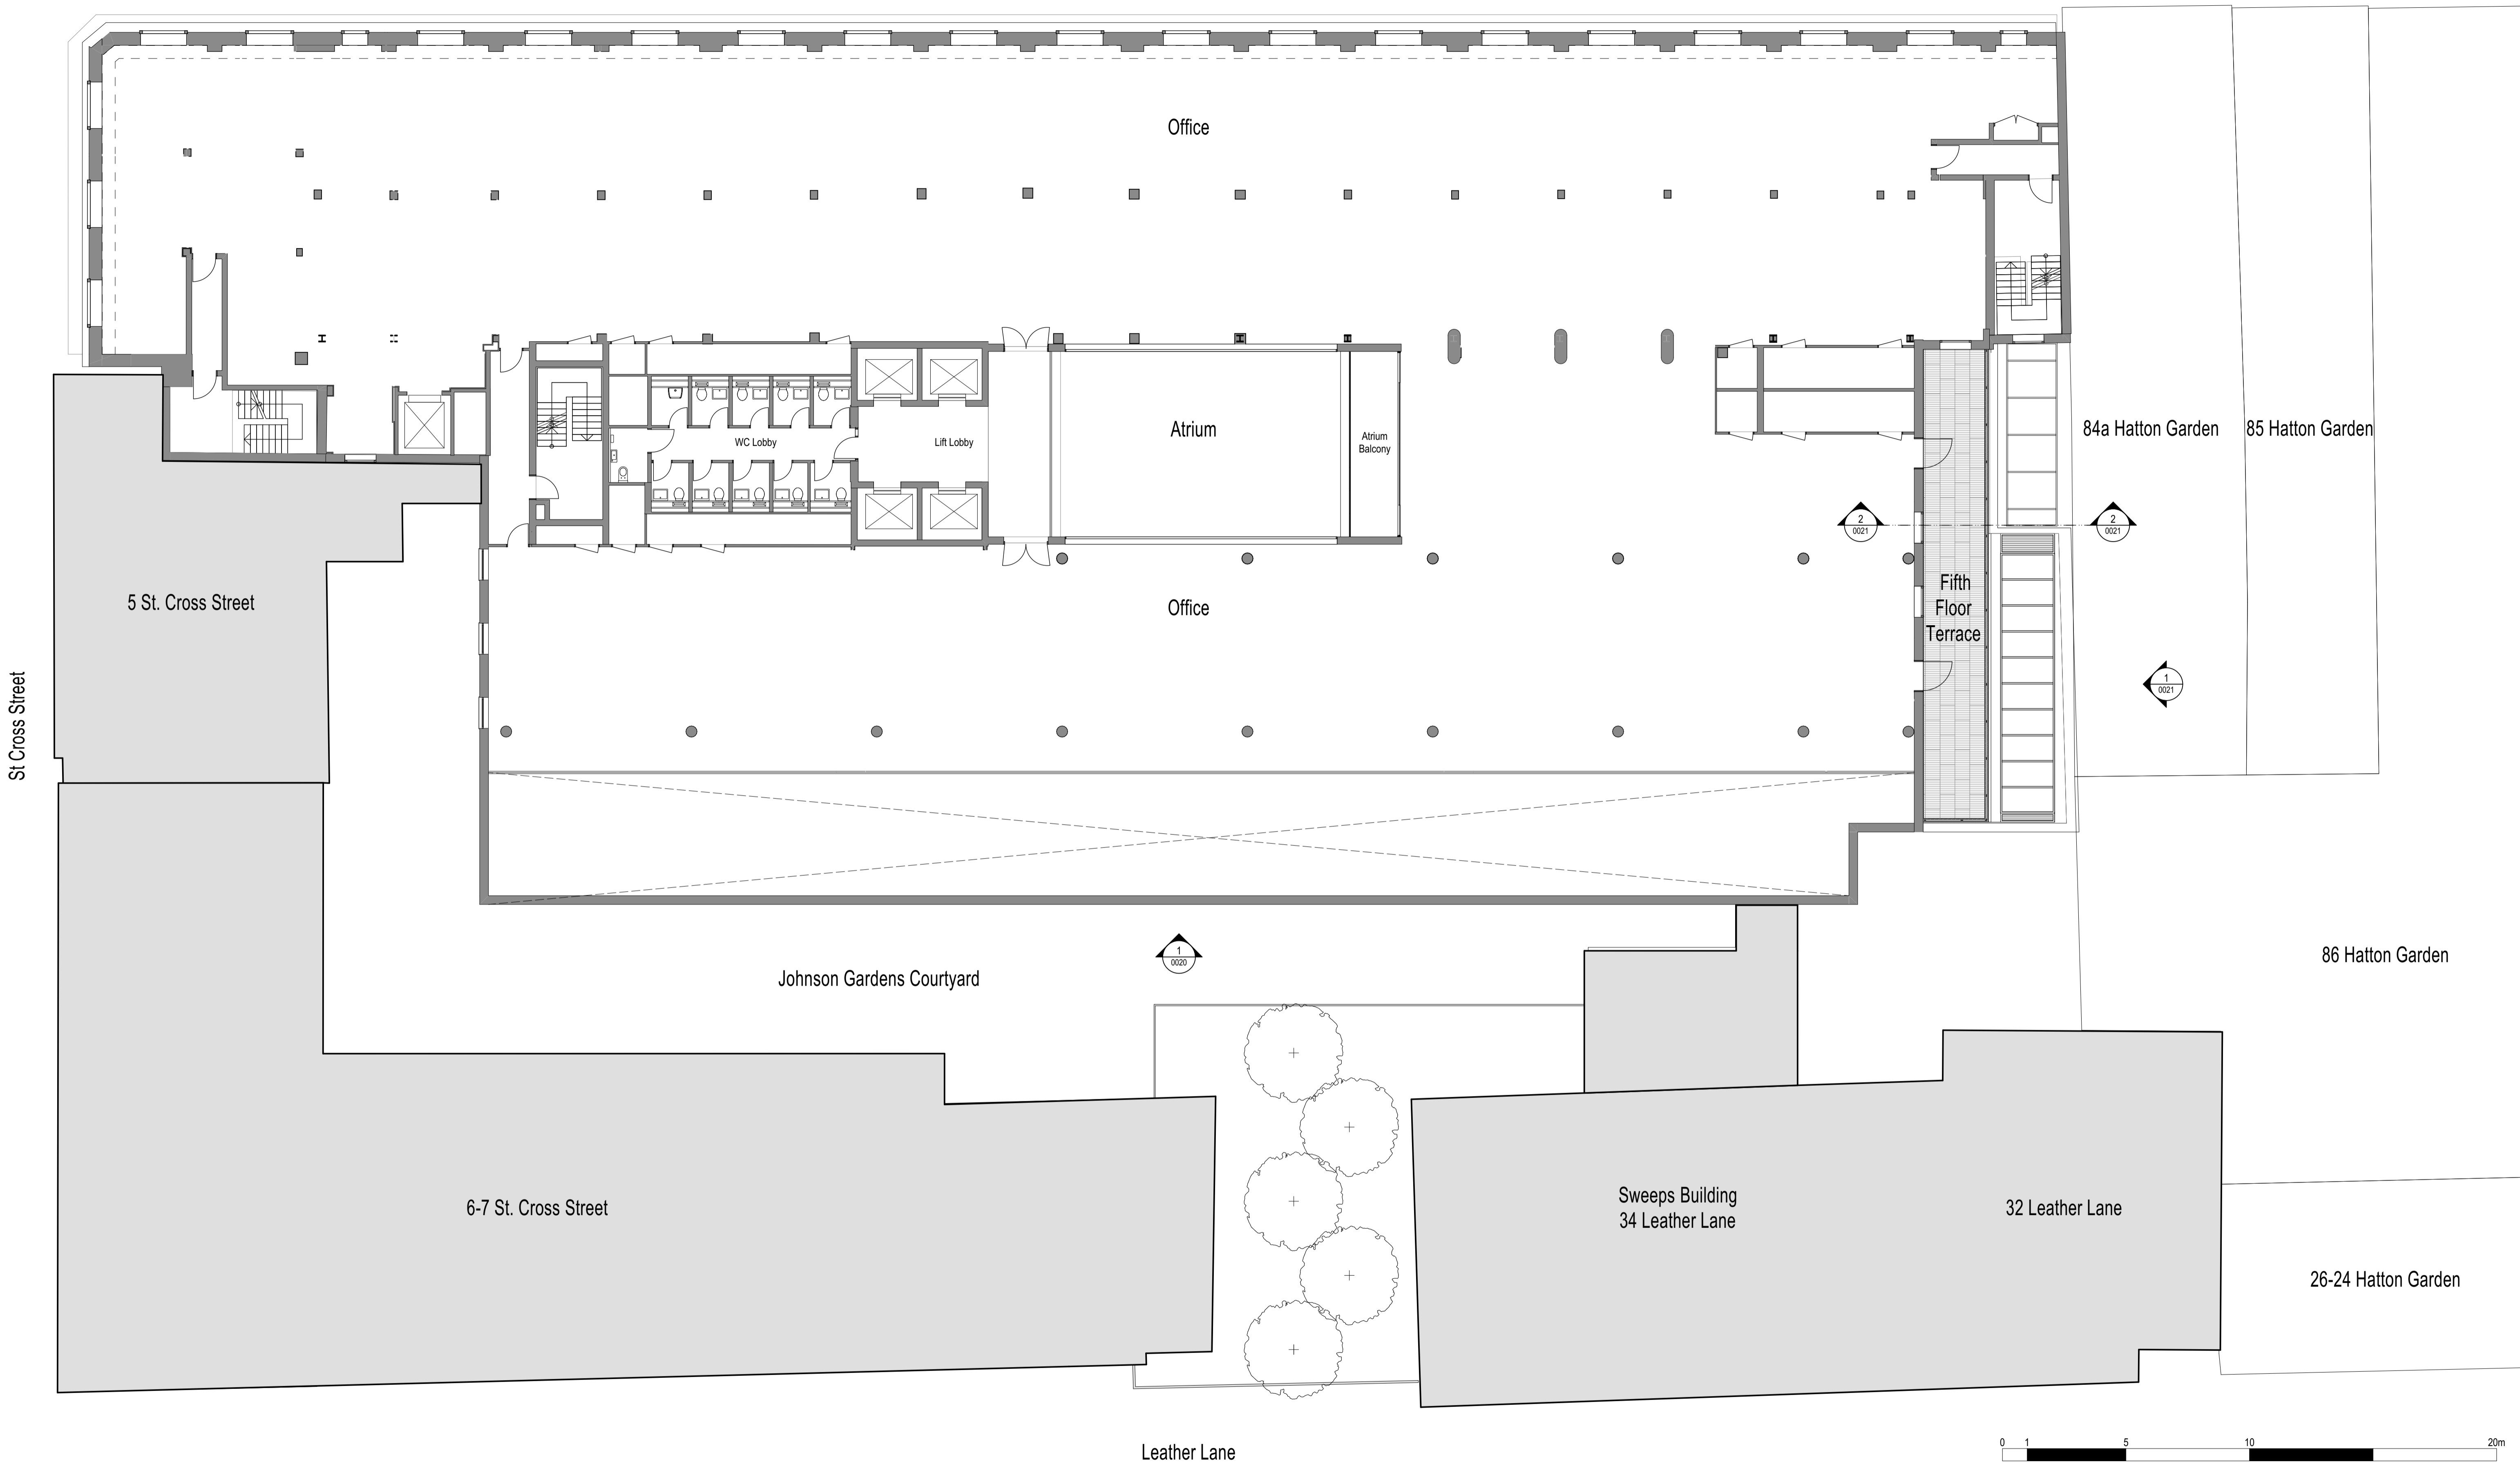 Office
84a Hatton Garden
85 Hatton Garden
WC Lobby
Lift Lobby
Atrium
Atrium
Balcony
2
0021
2
0021
5 St. Cross Street
Office
Fifth
Floor
Terrace
1
0021
St Cross Street
1
0020
Johnson Gardens Courtyard
86 Hatton Garden
6-7 St. Cross Street
Sweeps Building
34 Leather Lane
32 Leather Lane
26-24 Hatton Garden
Leather Lane
0 1 5 10 20m